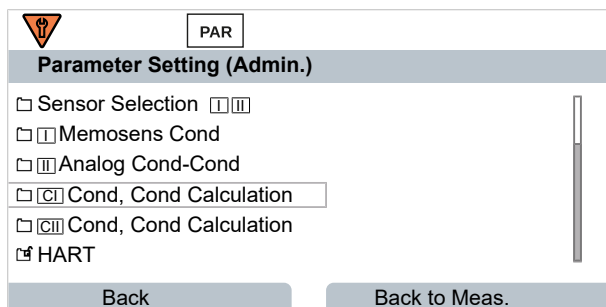 PAR
Parameter Setting (Admin.)
Sensor Selection I II
I Memosens Cond
II Analog Cond-Cond
CI Cond, Cond Calculation
CII Cond, Cond Calculation
HART
Back Back to Meas.